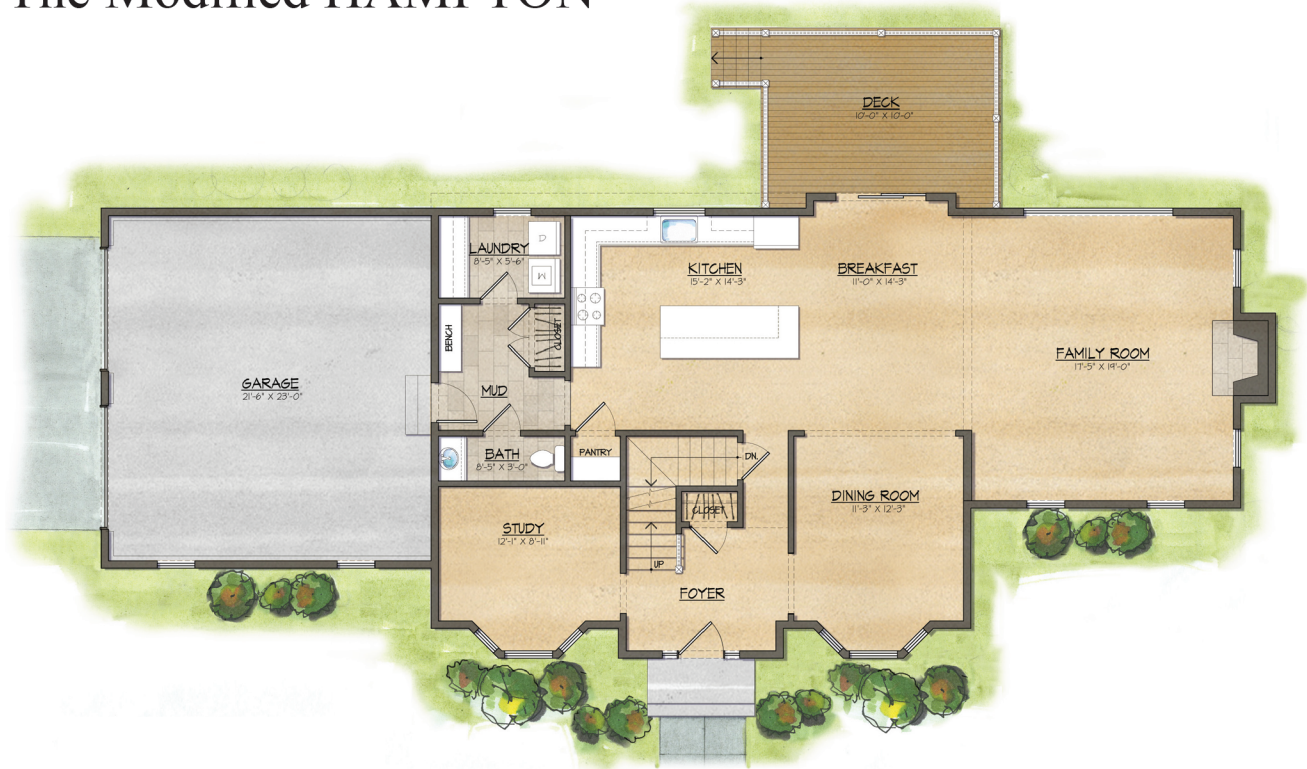 The Modified HAMPTON
DECK
10'-0" X 10'-0"
LAUNDRY
8'-5" X 5'-6"
D
W
KITCHEN
15'-2" X 14'-3"
BREAKFAST
11'-0" X 14'-3"
BENCH
CLOSET
FAMILY ROOM
17'-5" X 19'-0"
GARAGE
21'-6" X 23'-0"
MUD
BATH
8'-5" X 3'-0"
PANTRY
DN.
DINING ROOM
11'-3" X 12'-3"
CLOSET
STUDY
12'-1" X 8'-11"
UP
FOYER